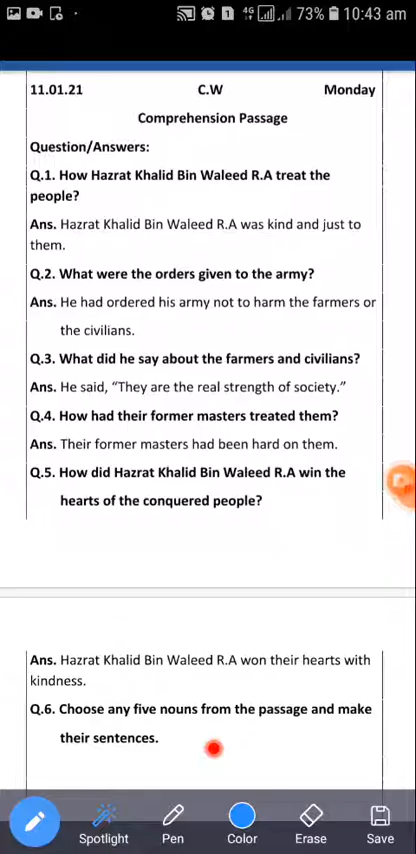 4G 73% 10:43 am
11.01.21 C.W Monday
Comprehension Passage
Question/Answers:
Q.1. How Hazrat Khalid Bin Waleed R.A treat the
people?
Ans. Hazrat Khalid Bin Waleed R.A was kind and just to
them.
Q.2. What were the orders given to the army?
Ans. He had ordered his army not to harm the farmers or
the civilians.
Q.3. What did he say about the farmers and civilians?
Ans. He said, “They are the real strength of society.”
Q.4. How had their former masters treated them?
Ans. Their former masters had been hard on them.
Q.5. How did Hazrat Khalid Bin Waleed R.A win the
hearts of the conquered people?
Ans. Hazrat Khalid Bin Waleed R.A won their hearts with
kindness.
Q.6. Choose any five nouns from the passage and make
their sentences.
Spotlight Pen Color Erase Save